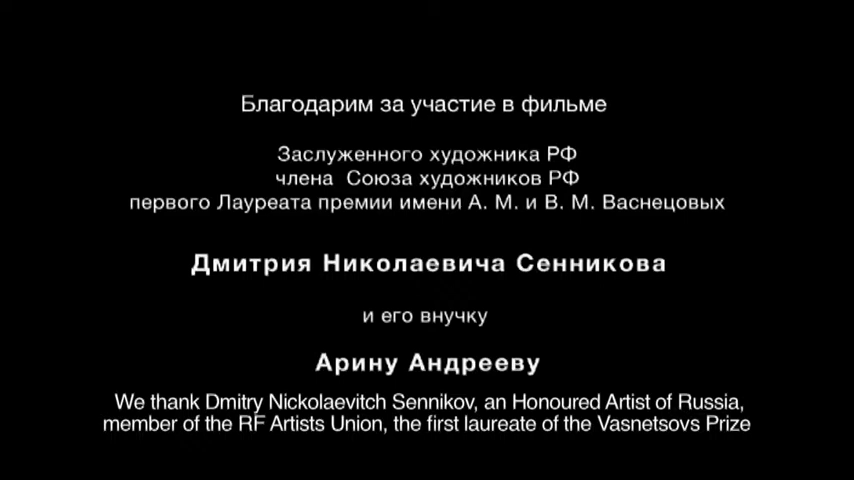 Благодарим за участие в фильме
Заслуженного художника РФ
члена Союза художников РФ
первого Лауреата премии имени А. М. и В. М. Васнецовых
Дмитрия Николаевича Сенникова
и его внучку
Арину Андрееву
We thank Dmitry Nickolaevitch Sennikov, an Honoured Artist of Russia,
member of the RF Artists Union, the first laureate of the Vasnetsovs Prize